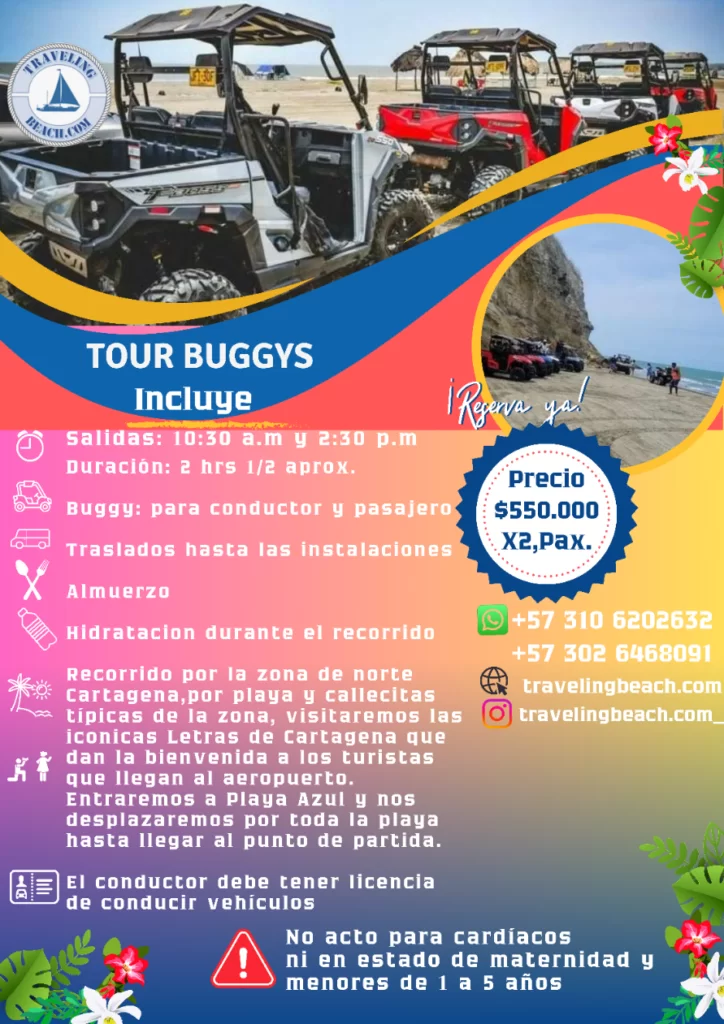 TRAVELING
BEACH.COM
TOUR BUGGYS
Incluye
¡Reserva ya!
Salidas: 10:30 a.m y 2:30 p.m
Duración: 2 hrs 1/2 aprox.
Buggy: para conductor y pasajero
Traslados hasta las instalaciones
Almuerzo
Hidratacion durante el recorrido
Recorrido por la zona de norte
Cartagena,por playa y callecitas
típicas de la zona, visitaremos las
iconicas Letras de Cartagena que
dan la bienvenida a los turistas
que llegan al aeropuerto.
Entraremos a Playa Azul y nos
desplazaremos por toda la playa
hasta llegar al punto de partida.
El conductor debe tener licencia
de conducir vehículos
Precio
$550.000
X2,Pax.
+57 310 6202632
+57 302 6468091
travelingbeach.com
travelingbeach.com_
No acto para cardíacos
ni en estado de maternidad y
menores de 1 a 5 años